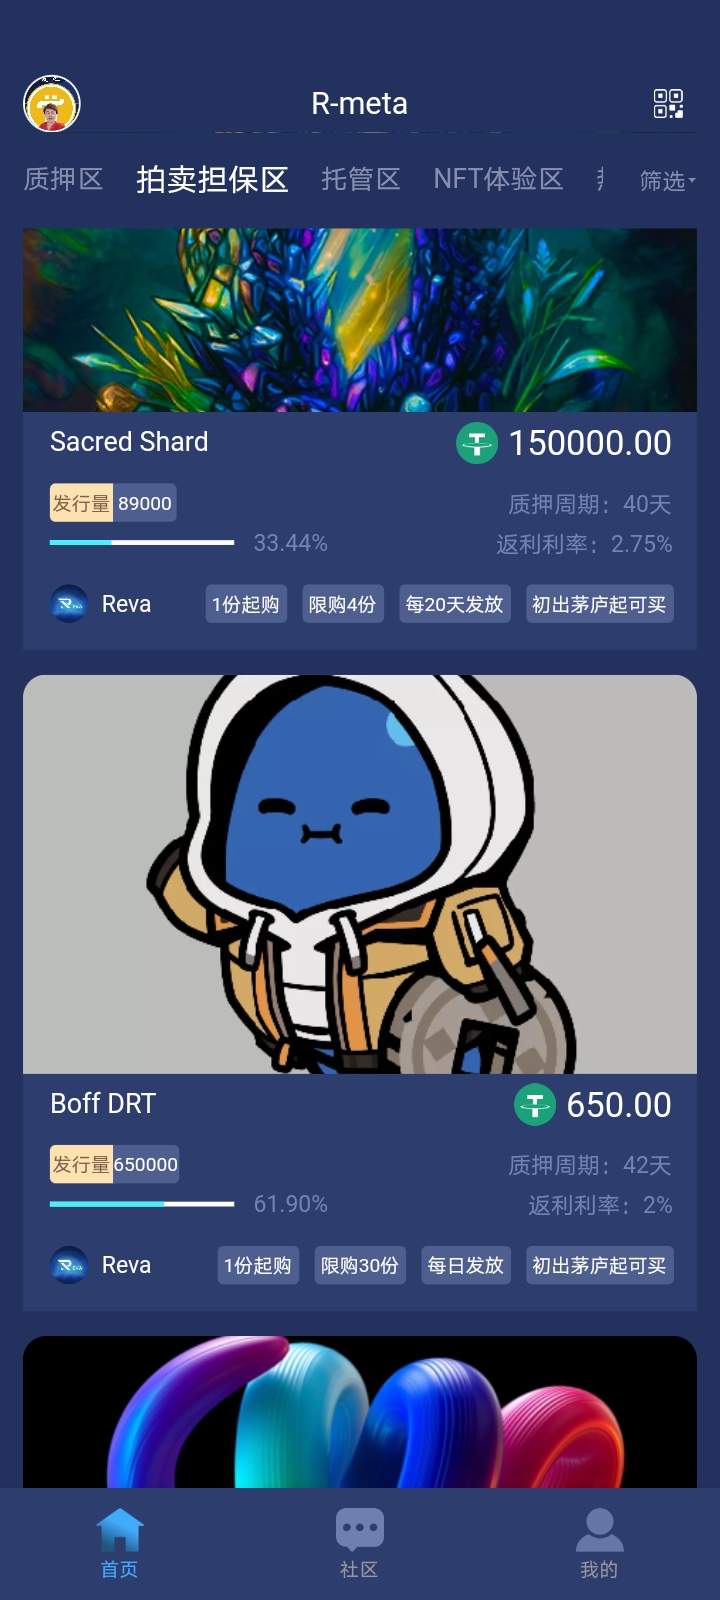 R-meta
质押区 拍卖担保区 托管区 NFT体验区 筛选
Sacred Shard 150000.00
发行量 89000 质押周期：40天
33.44% 返利利率：2.75%
Reva 1份起购 限购4份 每20天发放 初出茅庐起可买
Boff DRT 650.00
发行量 650000 质押周期：42天
61.90% 返利利率：2%
Reva 1份起购 限购30份 每日发放 初出茅庐起可买
首页 社区 我的